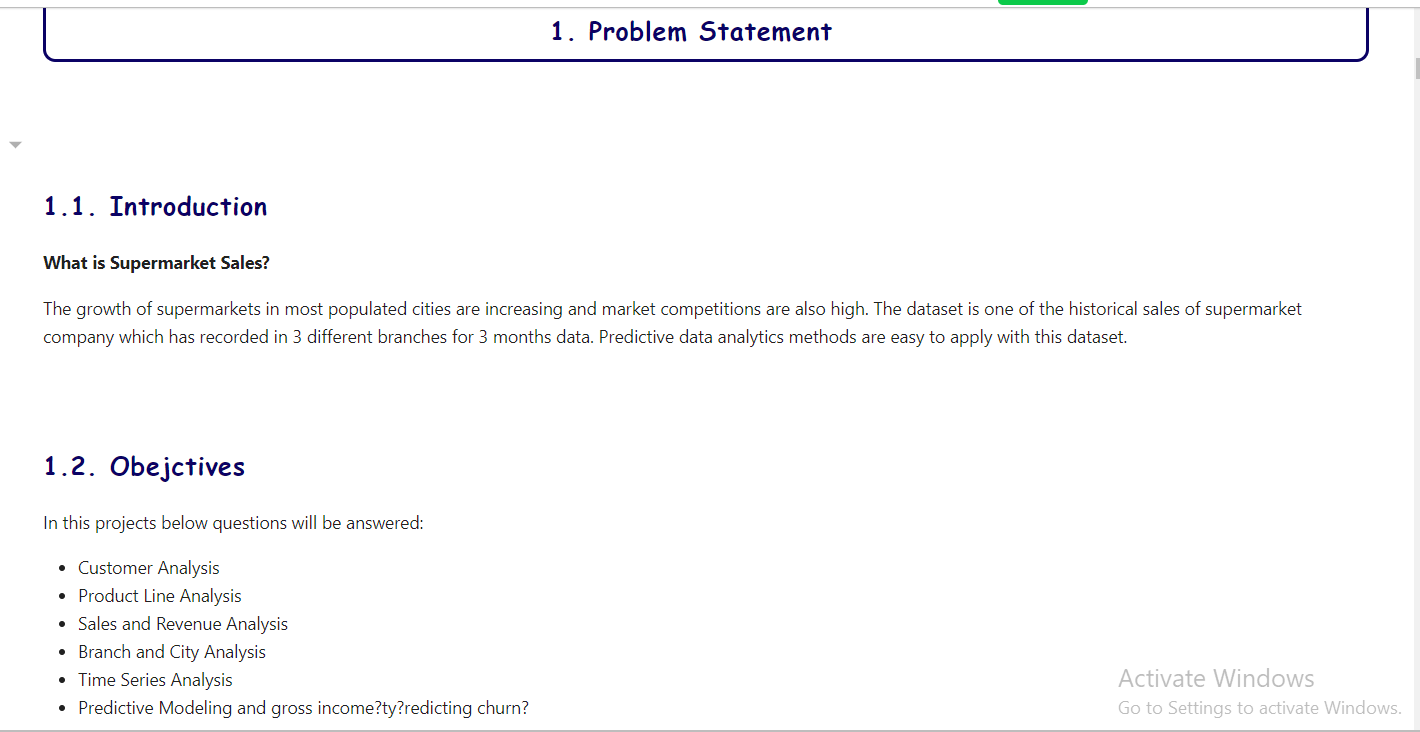 1. Problem Statement
1.1. Introduction
What is Supermarket Sales?
The growth of supermarkets in most populated cities are increasing and market competitions are also high. The dataset is one of the historical sales of supermarket
company which has recorded in 3 different branches for 3 months data. Predictive data analytics methods are easy to apply with this dataset.
1.2. Obejctives
In this projects below questions will be answered:
• Customer Analysis
• Product Line Analysis
• Sales and Revenue Analysis
• Branch and City Analysis
• Time Series Analysis
• Predictive Modeling and gross income?ty?redicting churn?
Activate Windows
Go to Settings to activate Windows.